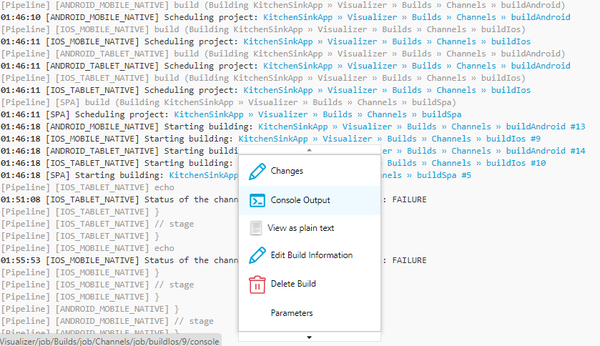 [Pipeline] [ANDROID_MOBILE_NATIVE] build (Building KitchenSinkApp » Visualizer » Builds » Channels » buildAndroid)
01:46:10 [ANDROID_MOBILE_NATIVE] Scheduling project: KitchenSinkApp » Visualizer » Builds » Channels » buildAndroid
[Pipeline] [IOS_MOBILE_NATIVE] build (Building KitchenSinkApp » Visualizer » Builds » Channels » buildIos)
01:46:11 [IOS_MOBILE_NATIVE] Scheduling project: KitchenSinkApp » Visualizer » Builds » Channels » buildIos
[Pipeline] [ANDROID_TABLET_NATIVE] build (Building KitchenSinkApp » Visualizer » Builds » Channels » buildAndroid)
01:46:11 [ANDROID_TABLET_NATIVE] Scheduling project: KitchenSinkApp » Visualizer » Builds » Channels » buildAndroid
[Pipeline] [IOS_TABLET_NATIVE] build (Building KitchenSinkApp » Visualizer » Builds » Channels » buildIos)
01:46:11 [IOS_TABLET_NATIVE] Scheduling project: KitchenSinkApp » Visualizer » Builds » Channels » buildIos
[Pipeline] [SPA] build (Building KitchenSinkApp » Visualizer » Builds » Channels » buildSpa)
01:46:11 [SPA] Scheduling project: KitchenSinkApp » Visualizer » Builds » Channels » buildSpa
01:46:18 [ANDROID_MOBILE_NATIVE] Starting building: KitchenSinkApp » Visualizer » Builds » Channels » buildAndroid #13
01:46:18 [IOS_MOBILE_NATIVE] Starting building: KitchenSinkApp » Visualizer » Builds » Channels » buildIos #9
01:46:18 [ANDROID_TABLET_NATIVE] Starting buildi » Builds » Channels » buildAndroid #14
01:46:18 [IOS_TABLET_NATIVE] Starting building: » Channels » buildIos #10
01:46:18 [SPA] Starting building: KitchenSink » buildSpa #5
[Pipeline] [IOS_TABLET_NATIVE] echo
01:51:08 [IOS_TABLET_NATIVE] Status of the chann : FAILURE
[Pipeline] [IOS_TABLET_NATIVE] }
[Pipeline] [IOS_TABLET_NATIVE] // stage
[Pipeline] [IOS_TABLET_NATIVE] }
[Pipeline] [IOS_MOBILE_NATIVE] echo
01:55:53 [IOS_MOBILE_NATIVE] Status of the chann : FAILURE
[Pipeline] [IOS_MOBILE_NATIVE] }
[Pipeline] [IOS_MOBILE_NATIVE] // stage
[Pipeline] [IOS_MOBILE_NATIVE] }
[Pipeline] [ANDROID_MOBILE_NATIVE] }
[Pipeline] [ANDROID_MOBILE_NATIVE] // stage
Visualizer/job/Builds/job/Channels/job/buildIos/9/console
Changes
Console Output
View as plain text
Edit Build Information
Delete Build
Parameters